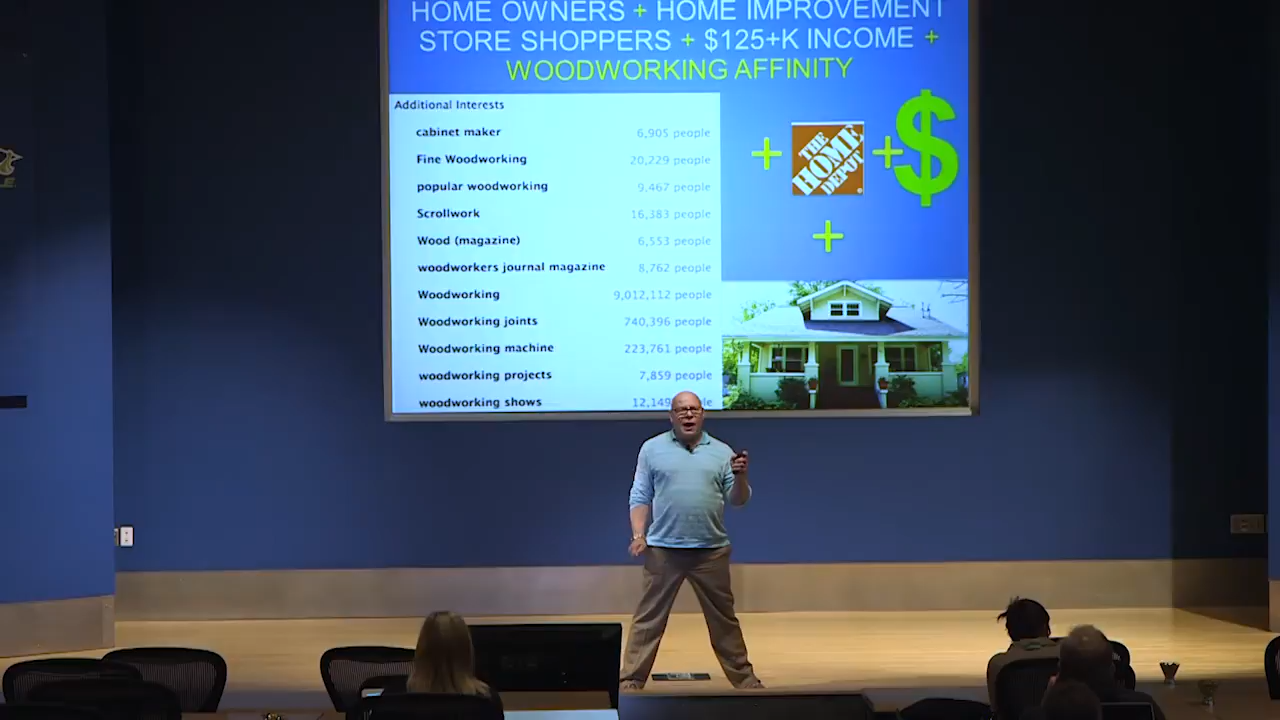 HOME OWNERS + HOME IMPROVEMENT
STORE SHOPPERS + $125+K INCOME +
WOODWORKING AFFINITY
Additional Interests
cabinet maker 6,905 people
Fine Woodworking 20,229 people
popular woodworking 9,467 people
Scrollwork 16,383 people
Wood (magazine) 6,553 people
woodworkers journal magazine 8,762 people
Woodworking 9,012,112 people
Woodworking joints 740,396 people
Woodworking machine 223,761 people
woodworking projects 7,859 people
woodworking shows 12,149
+
THE
HOME
DEPOT
+
$
+